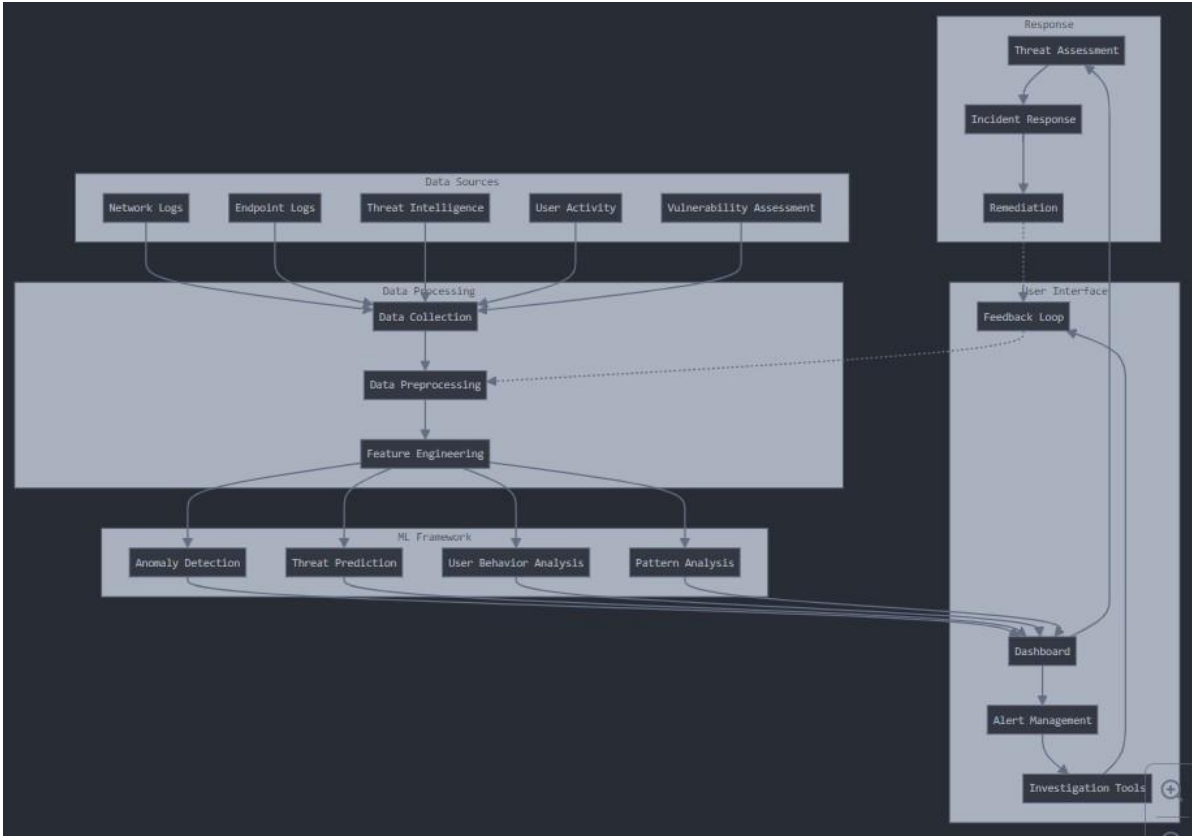 Response
Threat Assessment
Incident Response
Remediation
Data Sources
Network Logs
Endpoint Logs
Threat Intelligence
User Activity
Vulnerability Assessment
Data Processing
Data Collection
Data Preprocessing
Feature Engineering
ML Framework
Anomaly Detection
Threat Prediction
User Behavior Analysis
Pattern Analysis
User Interface
Feedback Loop
Dashboard
Alert Management
Investigation Tools